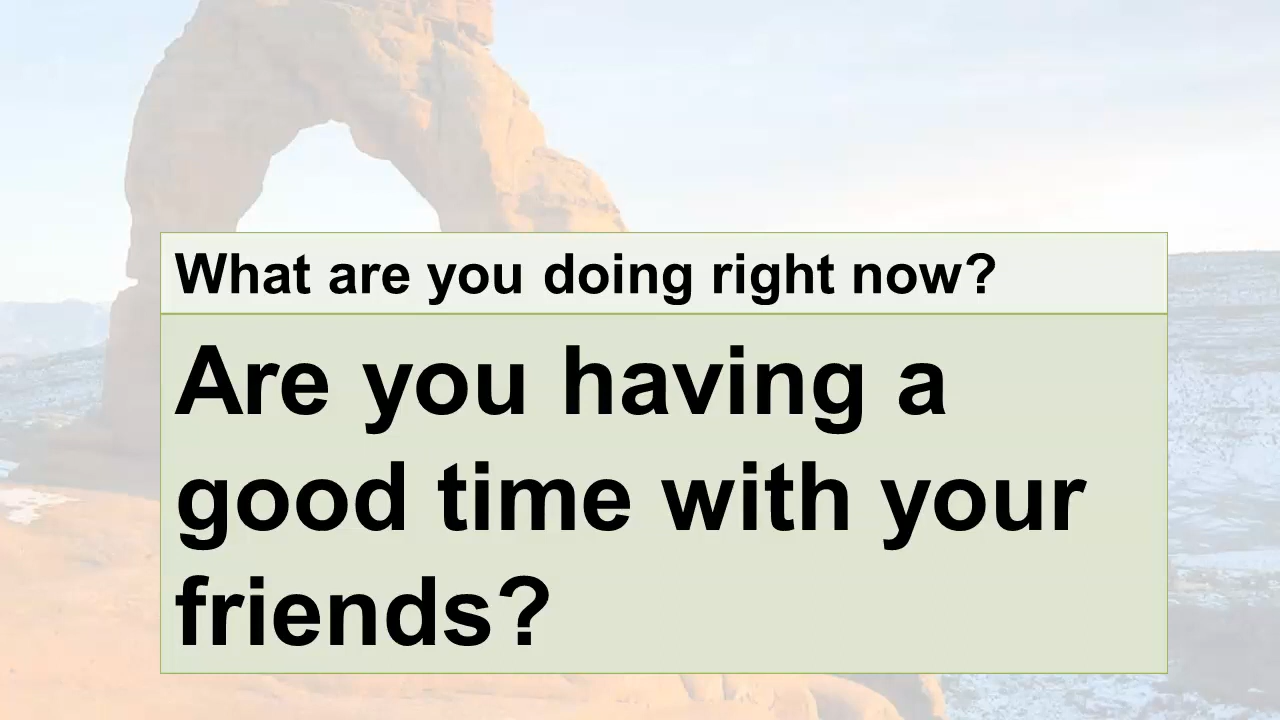 What are you doing right now?
Are you having a
good time with your
friends?